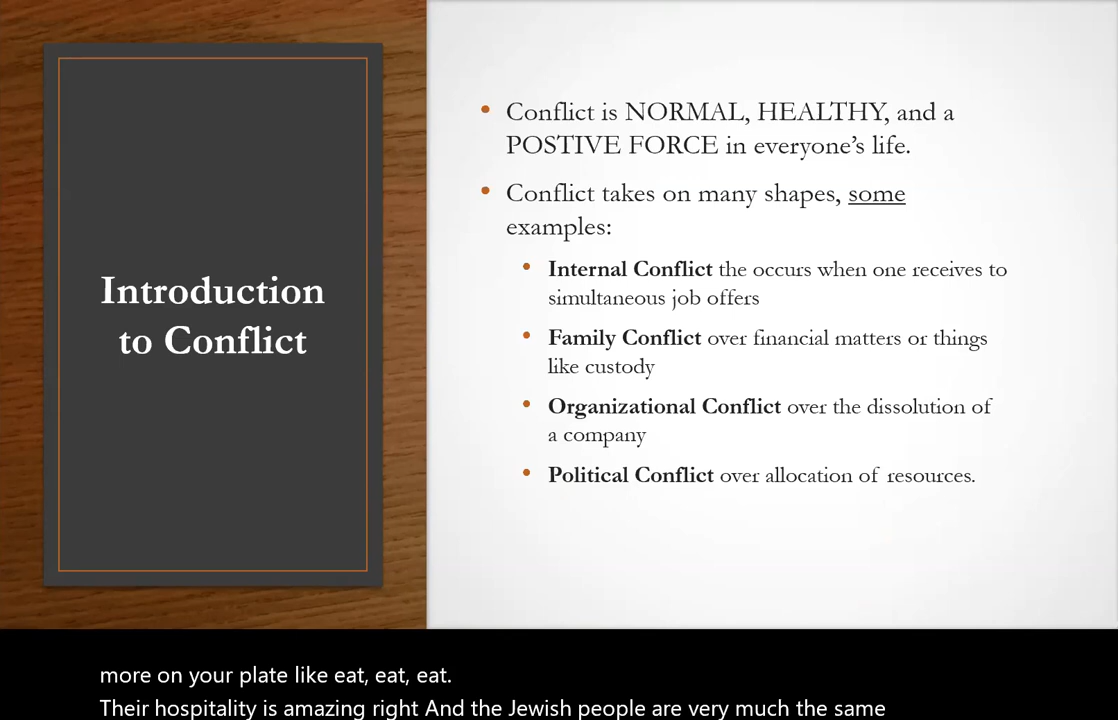 Introduction
to Conflict
Conflict is NORMAL, HEALTHY, and a
POSTIVE FORCE in everyone’s life.
Conflict takes on many shapes, some
examples:
Internal Conflict the occurs when one receives to
simultaneous job offers
Family Conflict over financial matters or things
like custody
Organizational Conflict over the dissolution of
a company
Political Conflict over allocation of resources.
more on your plate like eat, eat, eat.
Their hospitality is amazing right And the Jewish people are very much the same